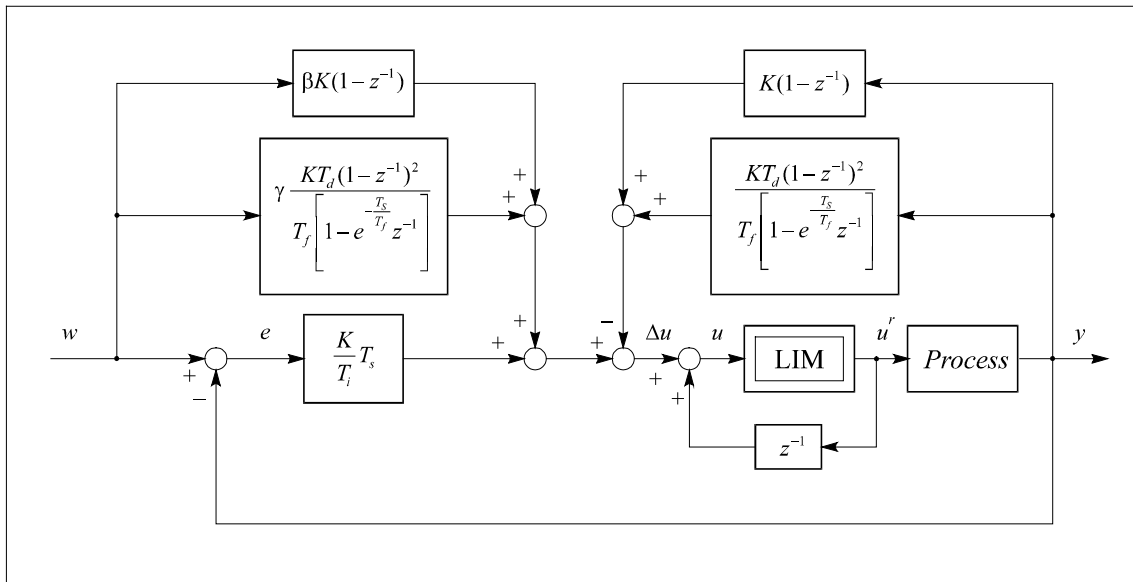 βK(1−z⁻¹)
K(1−z⁻¹)
γ KT_d(1−z⁻¹)² / T_f[1−e^(−T_S/T_f) z⁻¹]
KT_d(1−z⁻¹)² / T_f[1−e^(−T_S/T_f) z⁻¹]
+
+
+
+
w
e
K/T_i T_s
+
+
−
+
Δu
u
LIM
u^r
Process
y
+
−
+
+
z⁻¹